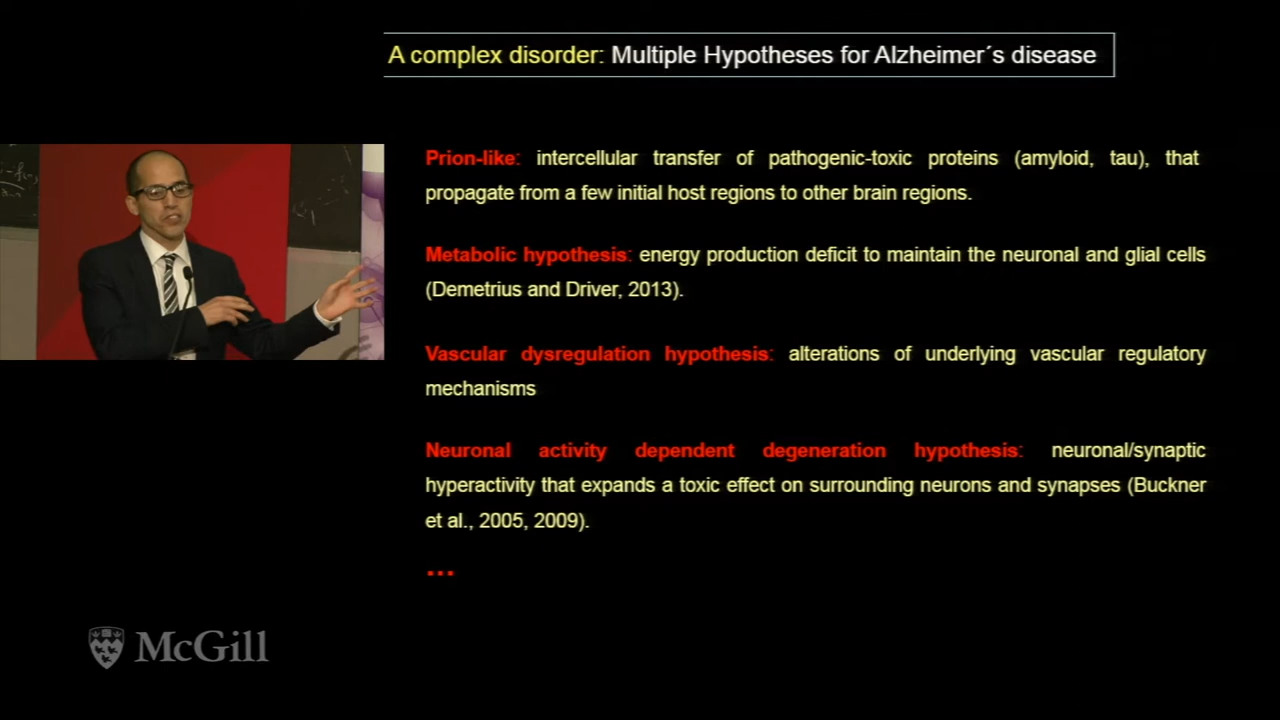 A complex disorder: Multiple Hypotheses for Alzheimer´s disease
Prion-like: intercellular transfer of pathogenic-toxic proteins (amyloid, tau), that
propagate from a few initial host regions to other brain regions.
Metabolic hypothesis: energy production deficit to maintain the neuronal and glial cells
(Demetrius and Driver, 2013).
Vascular dysregulation hypothesis: alterations of underlying vascular regulatory
mechanisms
Neuronal activity dependent degeneration hypothesis: neuronal/synaptic
hyperactivity that expands a toxic effect on surrounding neurons and synapses (Buckner
et al., 2005, 2009).
...
McGill